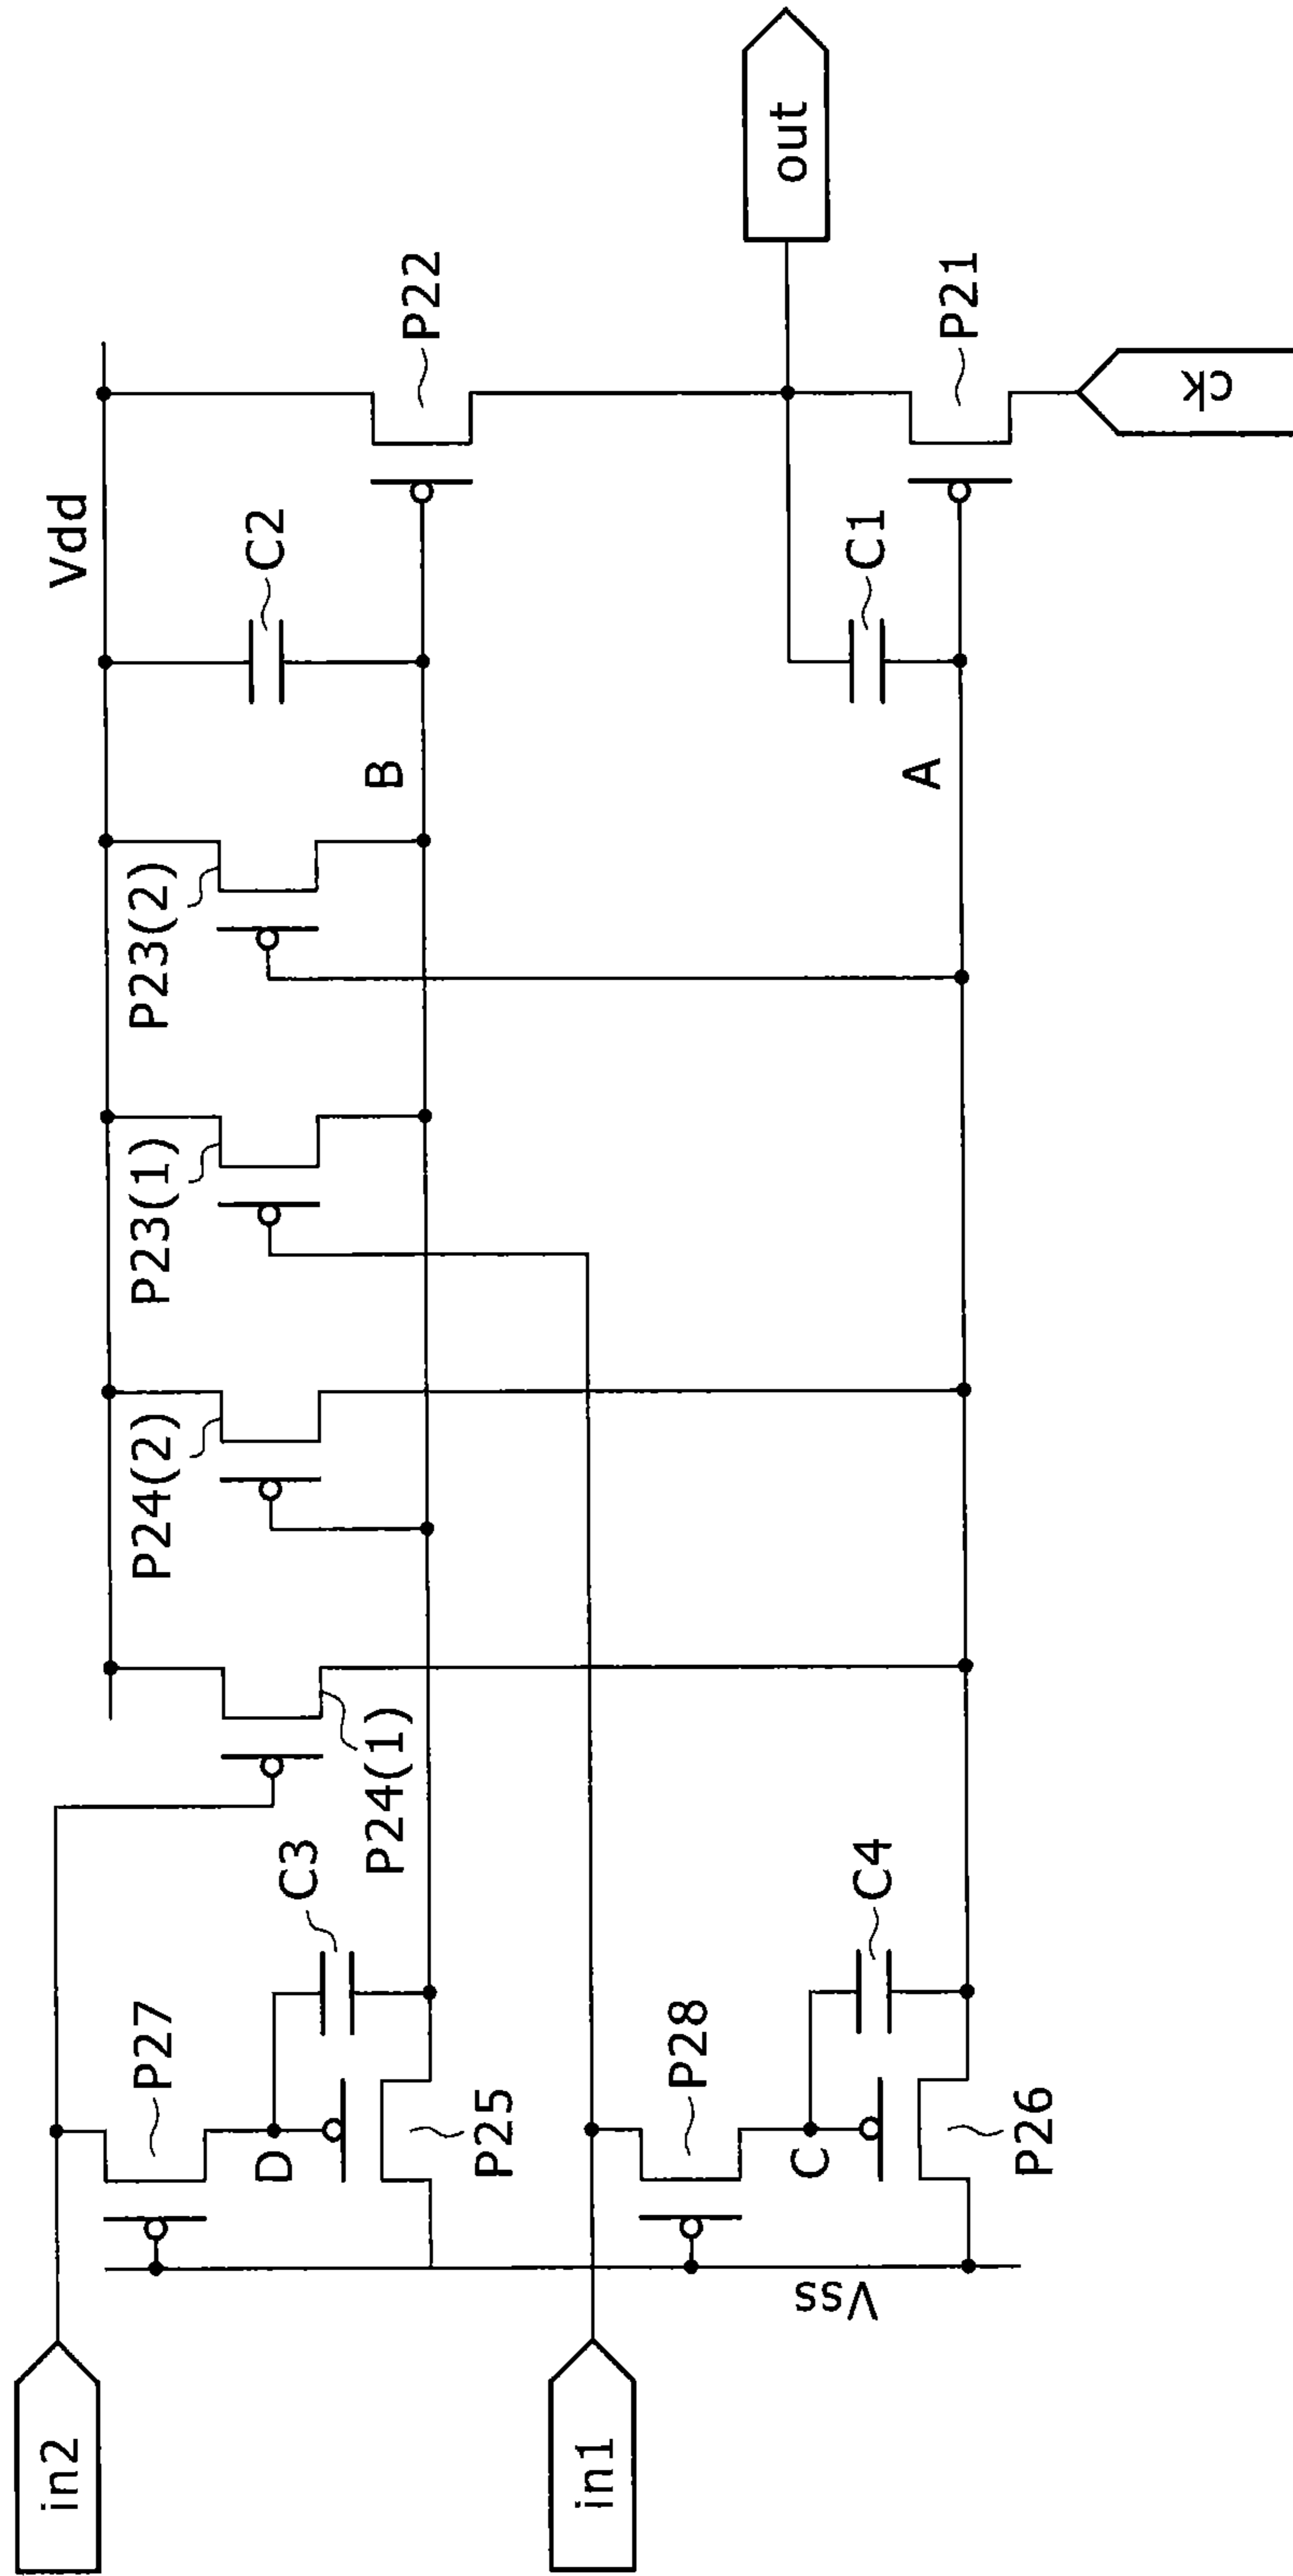 in2
in1
Vss
P27
D
C3
P25
P28
C
C4
P26
P24(1)
P24(2)
P23(1)
P23(2)
Vdd
C2
B
P22
A
C1
P21
out
ck